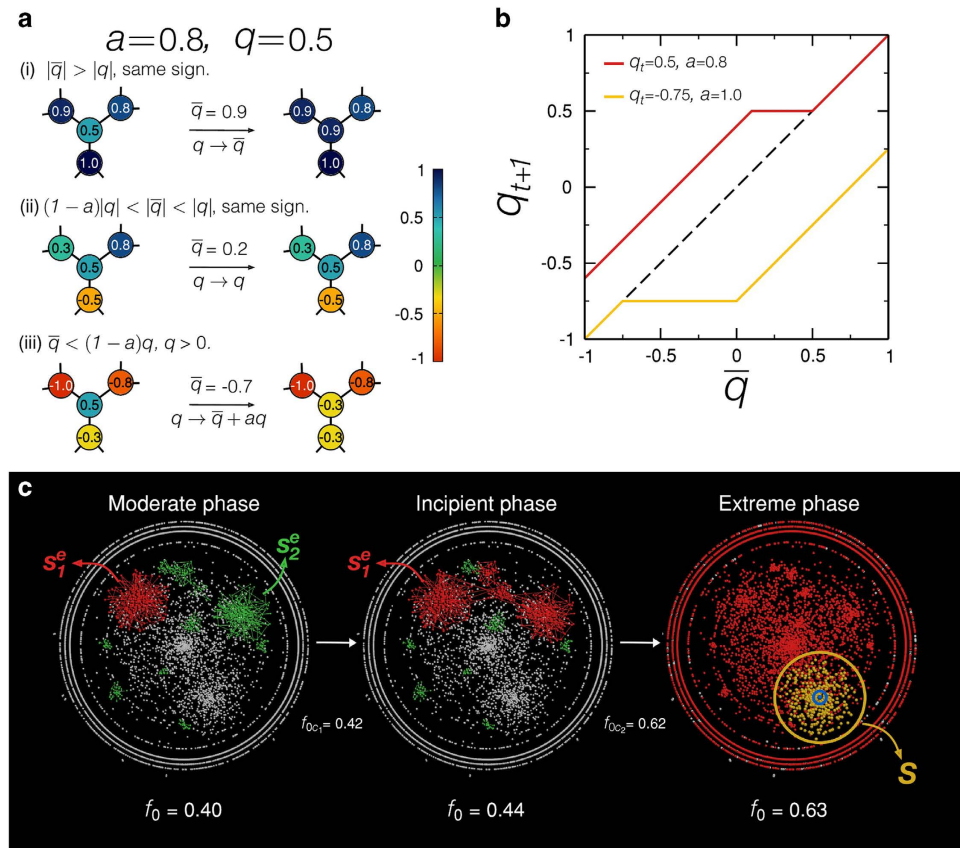 a
a=0.8, q=0.5
(i) |q̅| > |q|, same sign.
0.9 0.8 0.5 1.0
q̅ = 0.9
q → q̅
0.9 0.8 0.9 1.0
(ii) (1 - a)|q| < |q̅| < |q|, same sign.
0.3 0.8 0.5 -0.5
q̅ = 0.2
q → q
0.3 0.8 0.5 -0.5
(iii) q̅ < (1 - a)q, q > 0.
-1.0 -0.8 0.5 -0.3
q̅ = -0.7
q → q̅ + aq
-1.0 -0.8 -0.3 -0.3
1
0.5
0
-0.5
-1
b
q_t=0.5, a=0.8
q_t=-0.75, a=1.0
q_{t+1}
1
0.5
0
-0.5
-1
-1 -0.5 0 0.5 1
q̅
c
Moderate phase
Incipient phase
Extreme phase
s₁ᵉ
s₂ᵉ
s₁ᵉ
f_{0c₁}= 0.42
f_{0c₂}= 0.62
S
f₀ = 0.40
f₀ = 0.44
f₀ = 0.63